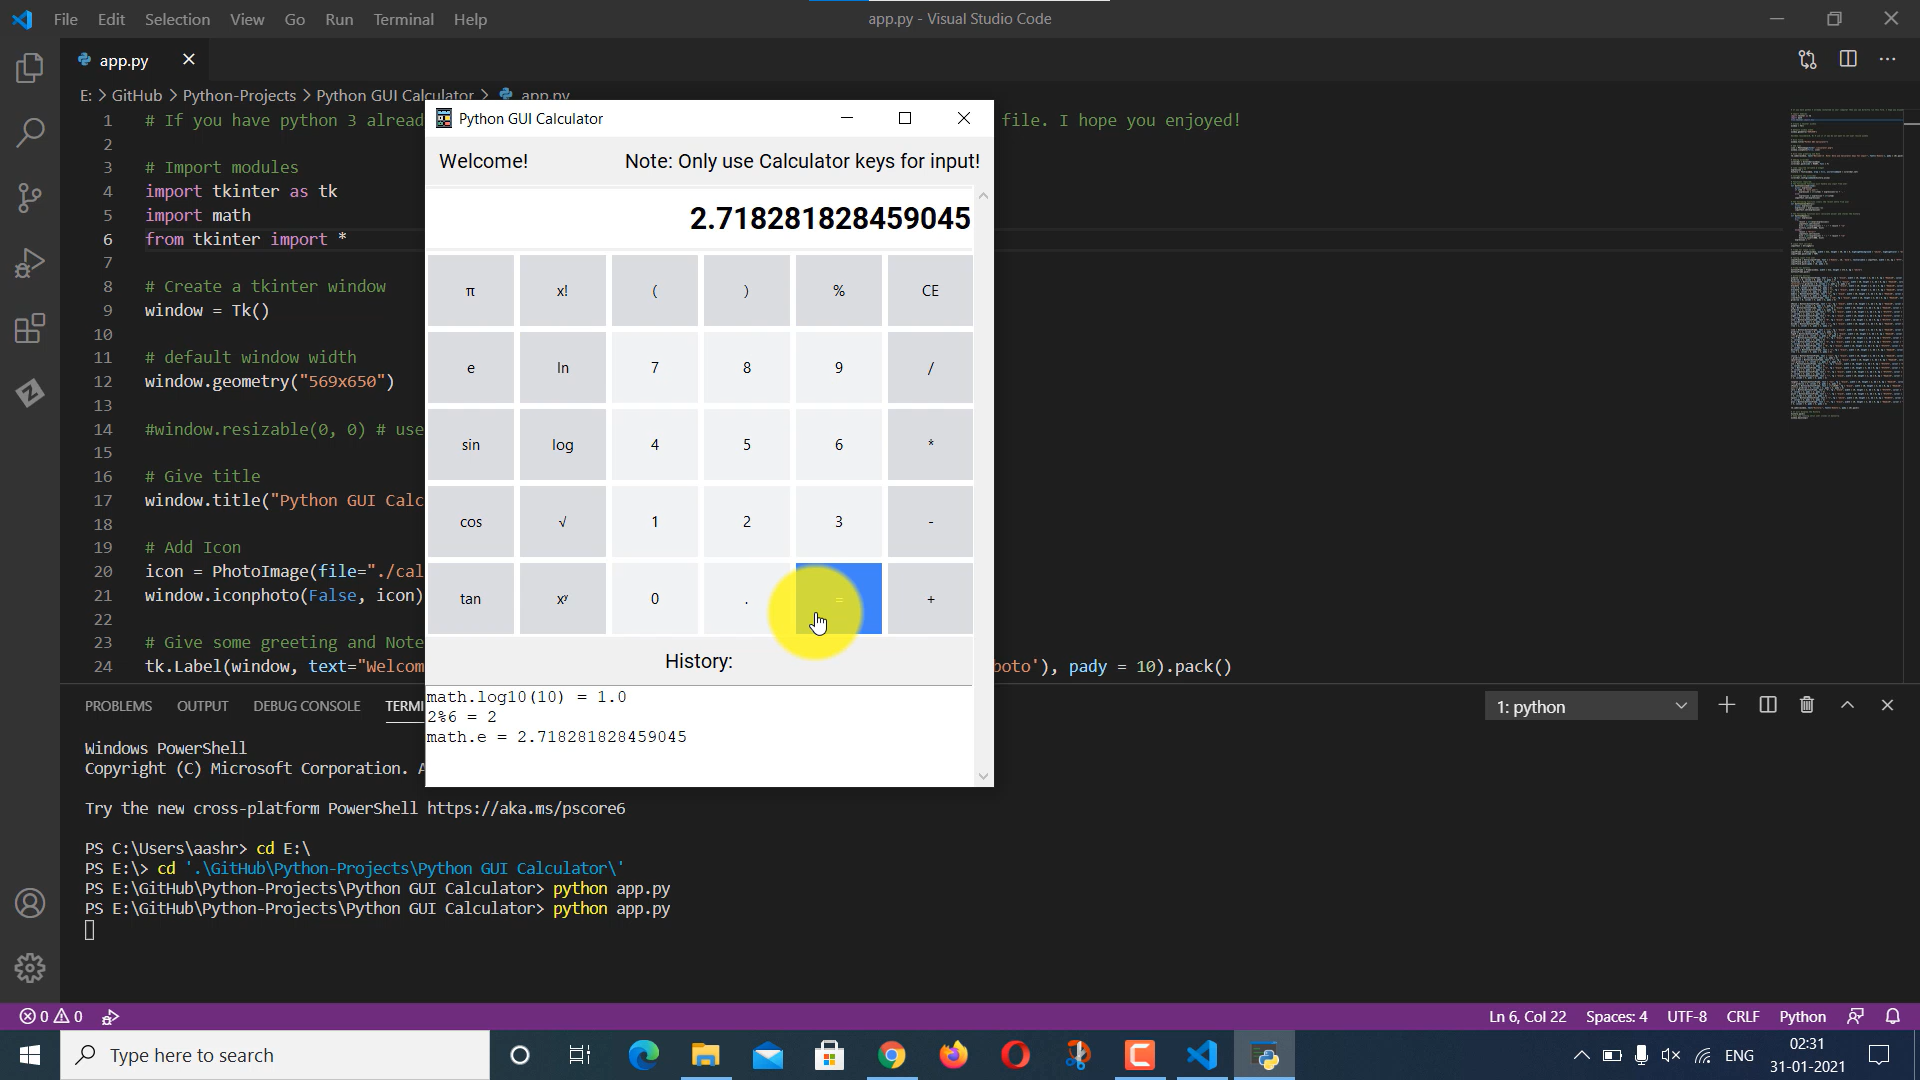 File Edit Selection View Go Run Terminal Help
app.py - Visual Studio Code
app.py
E: > GitHub > Python-Projects > Python GUI Calculator > app.py
1 # If you have python 3 alread
file. I hope you enjoyed!
2
3 # Import modules
4 import tkinter as tk
5 import math
6 from tkinter import *
7
8 # Create a tkinter window
9 window = Tk()
10
11 # default window width
12 window.geometry("569x650")
13
14 #window.resizable(0, 0) # use
15
16 # Give title
17 window.title("Python GUI Calc
18
19 # Add Icon
20 icon = PhotoImage(file="./cal
21 window.iconphoto(False, icon)
22
23 # Give some greeting and Note
24 tk.Label(window, text="Welcom
boto'), pady = 10).pack()
Python GUI Calculator
Welcome! Note: Only use Calculator keys for input!
2.718281828459045
π x! ( ) % CE
e ln 7 8 9 /
sin log 4 5 6 *
cos √ 1 2 3 -
tan xʸ 0 . = +
History:
math.log10(10) = 1.0
2%6 = 2
math.e = 2.718281828459045
PROBLEMS OUTPUT DEBUG CONSOLE TERMI
1: python
Windows PowerShell
Copyright (C) Microsoft Corporation. A
Try the new cross-platform PowerShell https://aka.ms/pscore6
PS C:\Users\aashr> cd E:\
PS E:\> cd '.\GitHub\Python-Projects\Python GUI Calculator\'
PS E:\GitHub\Python-Projects\Python GUI Calculator> python app.py
PS E:\GitHub\Python-Projects\Python GUI Calculator> python app.py
0 0
Ln 6, Col 22 Spaces: 4 UTF-8 CRLF Python
Type here to search
ENG
02:31
31-01-2021